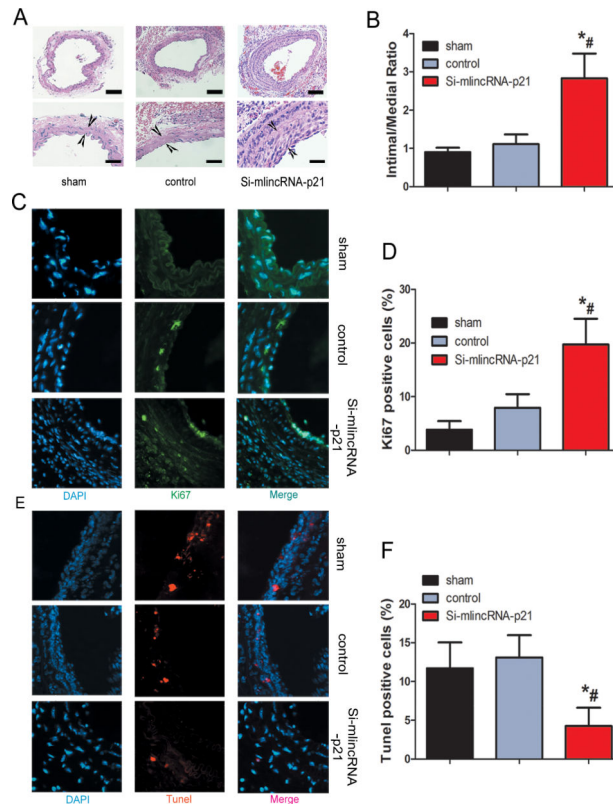 A
sham
control
Si-mlincRNA-p21
B
Intimal/Medial Ratio
6
4
2
0
sham
control
Si-mlincRNA-p21
*#
C
sham
control
Si-mlincRNA
-p21
DAPI
Ki67
Merge
D
Ki67 positive cells (%)
30
20
10
0
sham
control
Si-mlincRNA-p21
*#
E
sham
control
Si-mlincRNA
-p21
DAPI
Tunel
Merge
F
Tunel positive cells (%)
20
15
10
5
0
sham
control
Si-mlincRNA-p21
*#